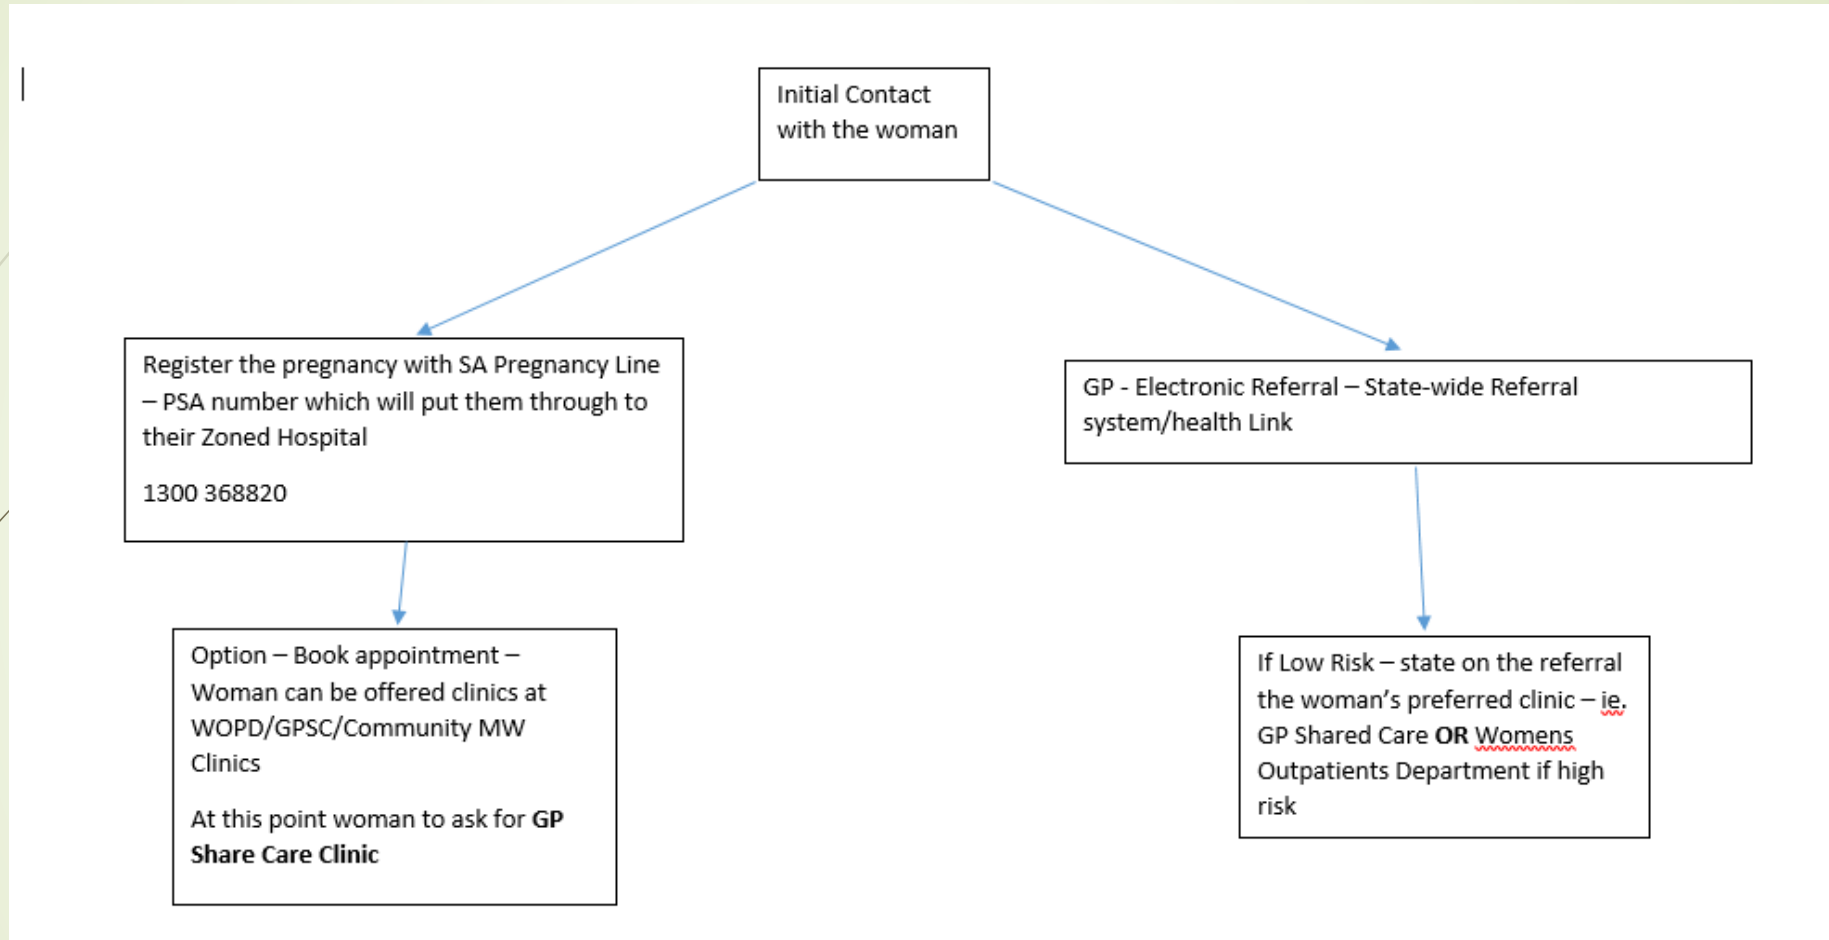 Initial Contact
with the woman
Register the pregnancy with SA Pregnancy Line
– PSA number which will put them through to
their Zoned Hospital
1300 368820
GP - Electronic Referral – State-wide Referral
system/health Link
Option – Book appointment –
Woman can be offered clinics at
WOPD/GPSC/Community MW
Clinics
At this point woman to ask for GP
Share Care Clinic
If Low Risk – state on the referral
the woman’s preferred clinic – ie.
GP Shared Care OR Womens
Outpatients Department if high
risk